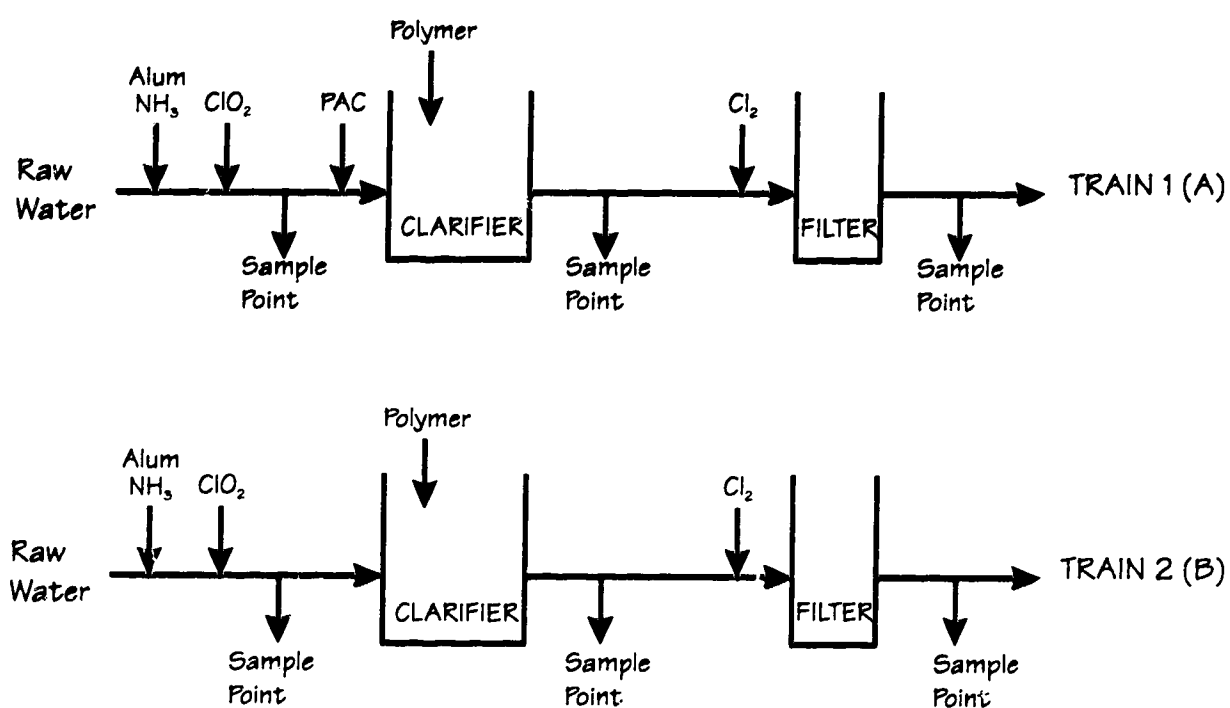 Polymer
Alum
NH₃
ClO₂
PAC
Cl₂
Raw
Water
TRAIN 1 (A)
CLARIFIER
FILTER
Sample
Point
Sample
Point
Sample
Point
Polymer
Alum
NH₃
ClO₂
Cl₂
Raw
Water
TRAIN 2 (B)
CLARIFIER
FILTER
Sample
Point
Sample
Point
Sample
Point